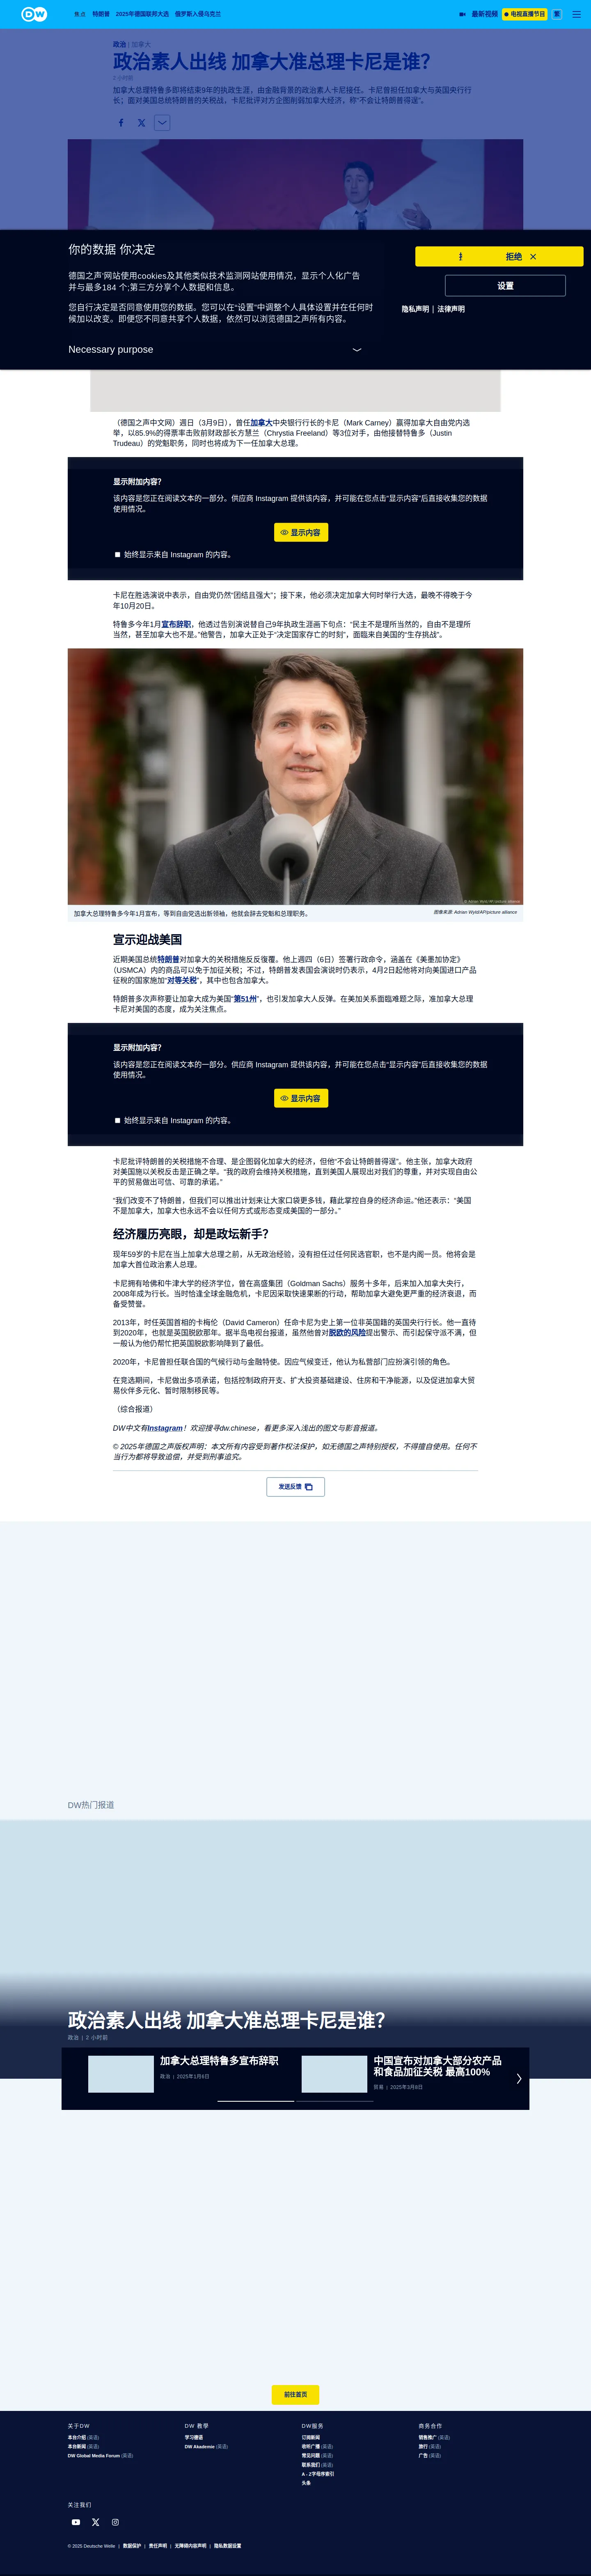 DW
焦点 特朗普 2025年德国联邦大选 俄罗斯入侵乌克兰
最新视频 电视直播节目 繁
政治 | 加拿大
政治素人出线 加拿大准总理卡尼是谁？
2 小时前
加拿大总理特鲁多即将结束9年的执政生涯，由金融背景的政治素人卡尼接任。卡尼曾担任加拿大与英国央行行
长；面对美国总统特朗普的关税战，卡尼批评对方企图削弱加拿大经济，称“不会让特朗普得逞”。
你的数据 你决定
拒绝
德国之声'网站使用cookies及其他类似技术监测网站使用情况，显示个人化广告
并与最多184 个;第三方分享个人数据和信息。
设置
您自行决定是否同意使用您的数据。您可以在“设置”中调整个人具体设置并在任何时
候加以改变。即便您不同意共享个人数据，依然可以浏览德国之声所有内容。
隐私声明 | 法律声明
Necessary purpose
（德国之声中文网）週日（3月9日），曾任加拿大中央银行行长的卡尼（Mark Carney）赢得加拿大自由党内选
举，以85.9%的得票率击败前财政部长方慧兰（Chrystia Freeland）等3位对手，由他接替特鲁多（Justin
Trudeau）的党魁职务，同时也将成为下一任加拿大总理。
显示附加内容？
该内容是您正在阅读文本的一部分。供应商 Instagram 提供该内容，并可能在您点击“显示内容”后直接收集您的数据
使用情况。
显示内容
始终显示来自 Instagram 的内容。
卡尼在胜选演说中表示，自由党仍然“团结且强大”；接下来，他必须决定加拿大何时举行大选，最晚不得晚于今
年10月20日。
特鲁多今年1月宣布辞职，他透过告别演说替自己9年执政生涯画下句点：“民主不是理所当然的，自由不是理所
当然，甚至加拿大也不是。”他警告，加拿大正处于“决定国家存亡的时刻”，面临来自美国的“生存挑战”。
© Adrian Wyld/AP/picture alliance
加拿大总理特鲁多今年1月宣布，等到自由党选出新领袖，他就会辞去党魁和总理职务。
图像来源: Adrian Wyld/AP/picture alliance
宣示迎战美国
近期美国总统特朗普对加拿大的关税措施反反復覆。他上週四（6日）签署行政命令，涵盖在《美墨加协定》
（USMCA）内的商品可以免于加征关税；不过，特朗普发表国会演说时仍表示，4月2日起他将对向美国进口产品
征税的国家施加“对等关税”，其中也包含加拿大。
特朗普多次声称要让加拿大成为美国“第51州”，也引发加拿大人反弹。在美加关系面临难题之际，准加拿大总理
卡尼对美国的态度，成为关注焦点。
显示附加内容？
该内容是您正在阅读文本的一部分。供应商 Instagram 提供该内容，并可能在您点击“显示内容”后直接收集您的数据
使用情况。
显示内容
始终显示来自 Instagram 的内容。
卡尼批评特朗普的关税措施不合理、是企图弱化加拿大的经济，但他“不会让特朗普得逞”。他主张，加拿大政府
对美国施以关税反击是正确之举。“我的政府会维持关税措施，直到美国人展现出对我们的尊重，并对实现自由公
平的贸易做出可信、可靠的承诺。”
“我们改变不了特朗普，但我们可以推出计划来让大家口袋更多钱，藉此掌控自身的经济命运。”他还表示：“美国
不是加拿大，加拿大也永远不会以任何方式或形态变成美国的一部分。”
经济履历亮眼，却是政坛新手？
现年59岁的卡尼在当上加拿大总理之前，从无政治经验，没有担任过任何民选官职，也不是内阁一员。他将会是
加拿大首位政治素人总理。
卡尼拥有哈佛和牛津大学的经济学位，曾在高盛集团（Goldman Sachs）服务十多年，后来加入加拿大央行，
2008年成为行长。当时恰逢全球金融危机，卡尼因采取快速果断的行动，帮助加拿大避免更严重的经济衰退，而
备受赞誉。
2013年，时任英国首相的卡梅伦（David Cameron）任命卡尼为史上第一位非英国籍的英国央行行长。他一直待
到2020年，也就是英国脱欧那年。据半岛电视台报道，虽然他曾对脱欧的风险提出警示、而引起保守派不满，但
一般认为他仍帮忙把英国脱欧影响降到了最低。
2020年，卡尼曾担任联合国的气候行动与金融特使。因应气候变迁，他认为私营部门应扮演引领的角色。
在竞选期间，卡尼做出多项承诺，包括控制政府开支、扩大投资基础建设、住房和干净能源，以及促进加拿大贸
易伙伴多元化、暂时限制移民等。
（综合报道）
DW中文有Instagram！欢迎搜寻dw.chinese，看更多深入浅出的图文与影音报道。
© 2025年德国之声版权声明：本文所有内容受到著作权法保护，如无德国之声特别授权，不得擅自使用。任何不
当行为都将导致追偿，并受到刑事追究。
发送反馈
DW热门报道
政治素人出线 加拿大准总理卡尼是谁？
政治 | 2 小时前
加拿大总理特鲁多宣布辞职
政治 | 2025年1月6日
中国宣布对加拿大部分农产品
和食品加征关税 最高100%
贸易 | 2025年3月8日
前往首页
关于DW
本台介绍 (英语)
本台新闻 (英语)
DW Global Media Forum (英语)
DW 教學
学习德语
DW Akademie (英语)
DW服务
订阅新闻
收听广播 (英语)
常见问题 (英语)
联系我们 (英语)
A - Z字母序索引
头条
商务合作
销售推广 (英语)
旅行 (英语)
广告 (英语)
关注我们
© 2025 Deutsche Welle | 数据保护 | 责任声明 | 无障碍内容声明 | 隐私数据设置